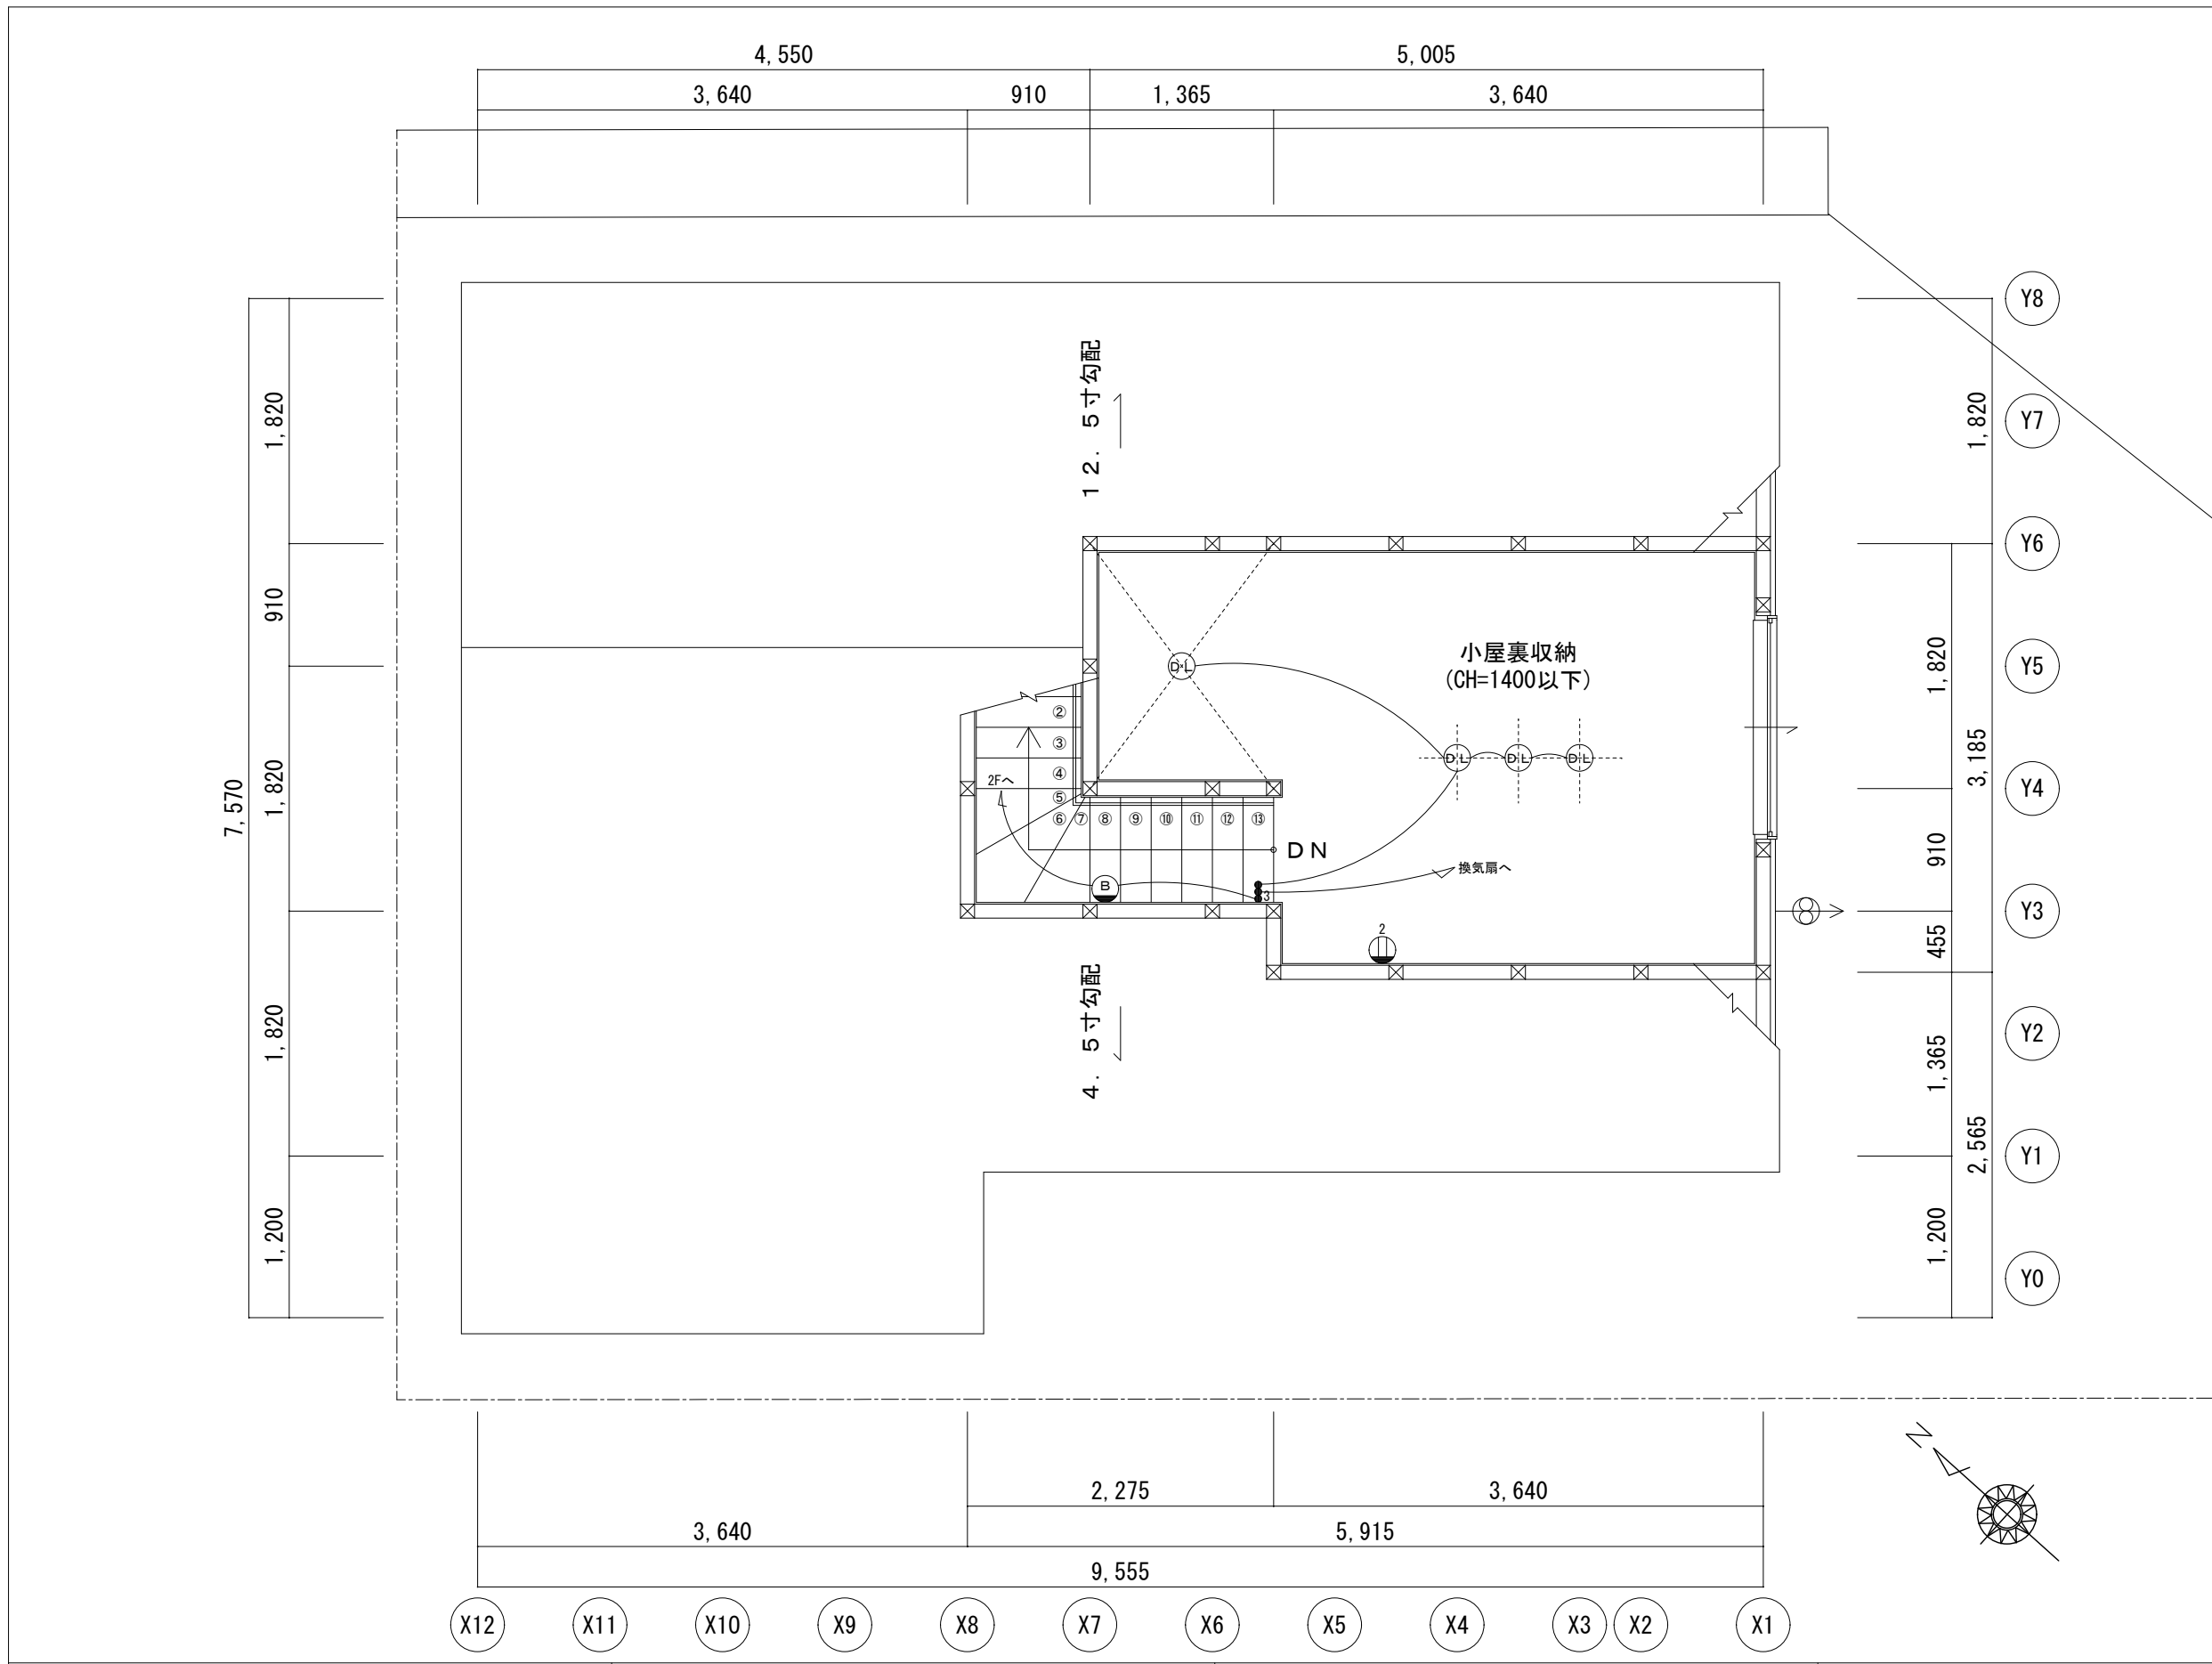 4,550
5,005
3,640
910
1,365
3,640
Y8
Y7
Y6
Y5
Y4
Y3
Y2
Y1
Y0
7,570
1,820
910
1,820
1,820
1,200
12.5寸勾配
4.5寸勾配
小屋裏収納
(CH=1400以下)
DL
DL
DL
DL
②
③
④
⑤
⑥
⑦
⑧
⑨
⑩
⑪
⑫
⑬
2Fへ
DN
B
3
換気扇へ
2
1,820
1,820
3,185
910
455
1,365
2,565
1,200
N
2,275
3,640
3,640
5,915
9,555
X12
X11
X10
X9
X8
X7
X6
X5
X4
X3
X2
X1